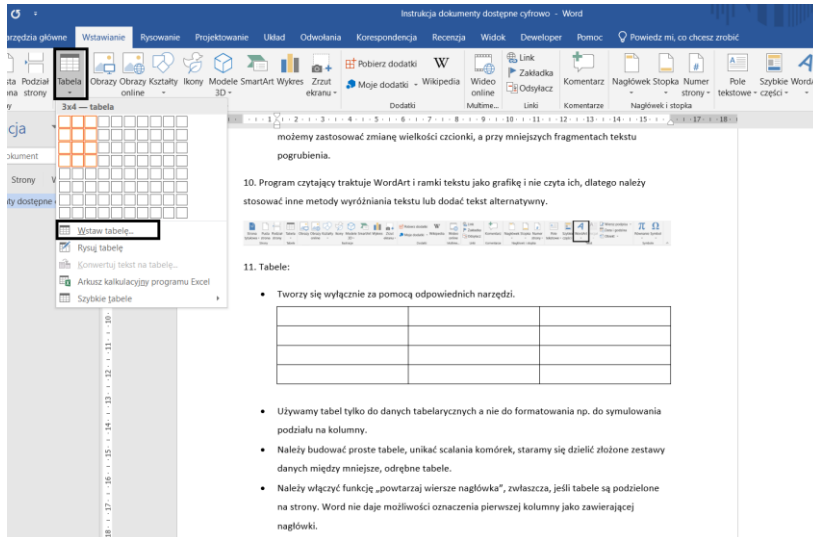 Instrukcja dokumenty dostępne cyfrowo - Word
arzędzia główne Wstawianie Rysowanie Projektowanie Układ Odwołania Korespondencja Recenzja Widok Deweloper Pomoc Powiedz mi, co chcesz zrobić
Podział strony
Tabela
Obrazy
Obrazy online
Kształty
Ikony
Modele 3D
SmartArt
Wykres
Zrzut ekranu
Pobierz dodatki
Moje dodatki
Wikipedia
Wideo online
Link
Zakładka
Odsyłacz
Komentarz
Nagłówek
Stopka
Numer strony
Pole tekstowe
Szybkie części
Dodatki
Multime...
Linki
Komentarze
Nagłówek i stopka
3x4 — tabela
Wstaw tabelę...
Rysuj tabelę
Konwertuj tekst na tabelę...
Arkusz kalkulacyjny programu Excel
Szybkie tabele
cja
okument
Strony
ty dostępne
możemy zastosować zmianę wielkości czcionki, a przy mniejszych fragmentach tekstu
pogrubienia.
10. Program czytający traktuje WordArt i ramki tekstu jako grafikę i nie czyta ich, dlatego należy
stosować inne metody wyróżniania tekstu lub dodać tekst alternatywny.
11. Tabele:
• Tworzy się wyłącznie za pomocą odpowiednich narzędzi.
• Używamy tabel tylko do danych tabelarycznych a nie do formatowania np. do symulowania
podziału na kolumny.
• Należy budować proste tabele, unikać scalania komórek, staramy się dzielić złożone zestawy
danych między mniejsze, odrębne tabele.
• Należy włączyć funkcję „powtarzaj wiersze nagłówka”, zwłaszcza, jeśli tabele są podzielone
na strony. Word nie daje możliwości oznaczenia pierwszej kolumny jako zawierającej
nagłówki.